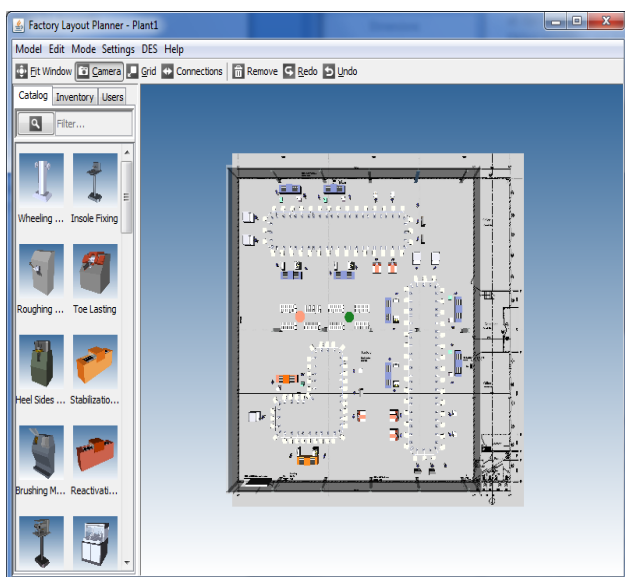 Factory Layout Planner - Plant1
Model Edit Mode Settings DES Help
Fit Window Camera Grid Connections Remove Redo Undo
Catalog Inventory Users
Filter...
Wheeling ... Insole Fixing
Roughing ... Toe Lasting
Heel Sides ... Stabilizatio...
Brushing M... Reactivati...